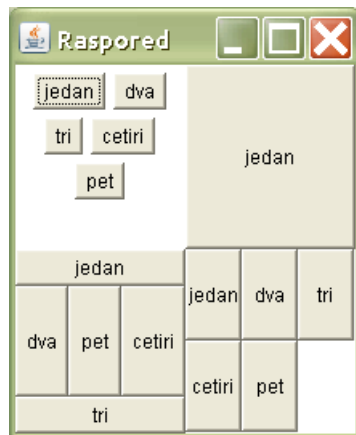 Raspored
jedan dva
tri cetiri
pet
jedan
jedan
dva pet cetiri
tri
jedan dva tri
cetiri pet